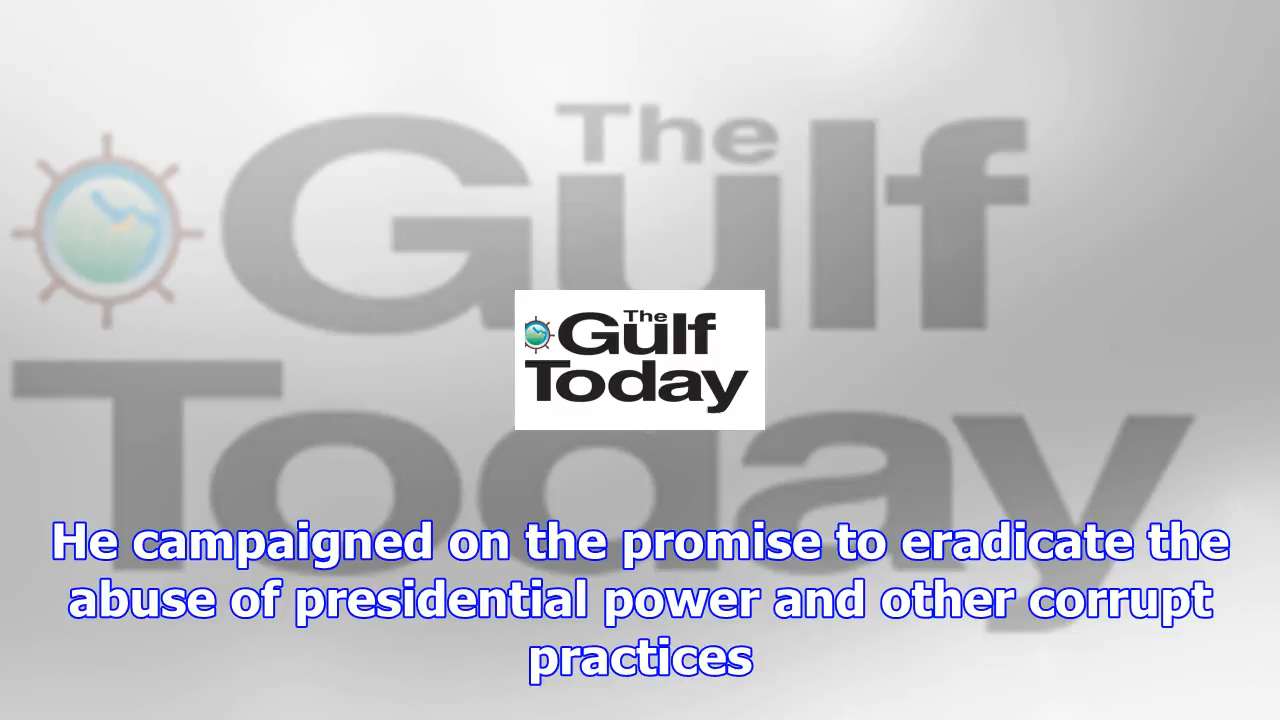 The
Gulf
Today
The
Gulf
Today
He campaigned on the promise to eradicate the
abuse of presidential power and other corrupt
practices